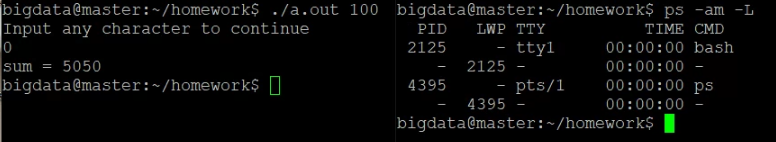 bigdata@master:~/homework$ ./a.out 100
Input any character to continue
0
sum = 5050
bigdata@master:~/homework$
bigdata@master:~/homework$ ps -am -L
PID LWP TTY TIME CMD
2125 - tty1 00:00:00 bash
- 2125 - 00:00:00 -
4395 - pts/1 00:00:00 ps
- 4395 - 00:00:00 -
bigdata@master:~/homework$